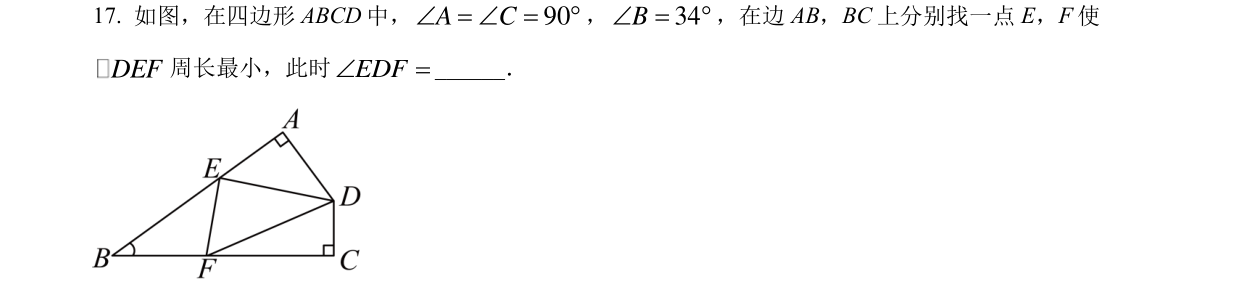 17. 如图，在四边形 ABCD 中，∠A=∠C=90°，∠B=34°，在边 AB，BC 上分别找一点 E，F 使
□DEF 周长最小，此时∠EDF=______.
A
E
D
B
F
C